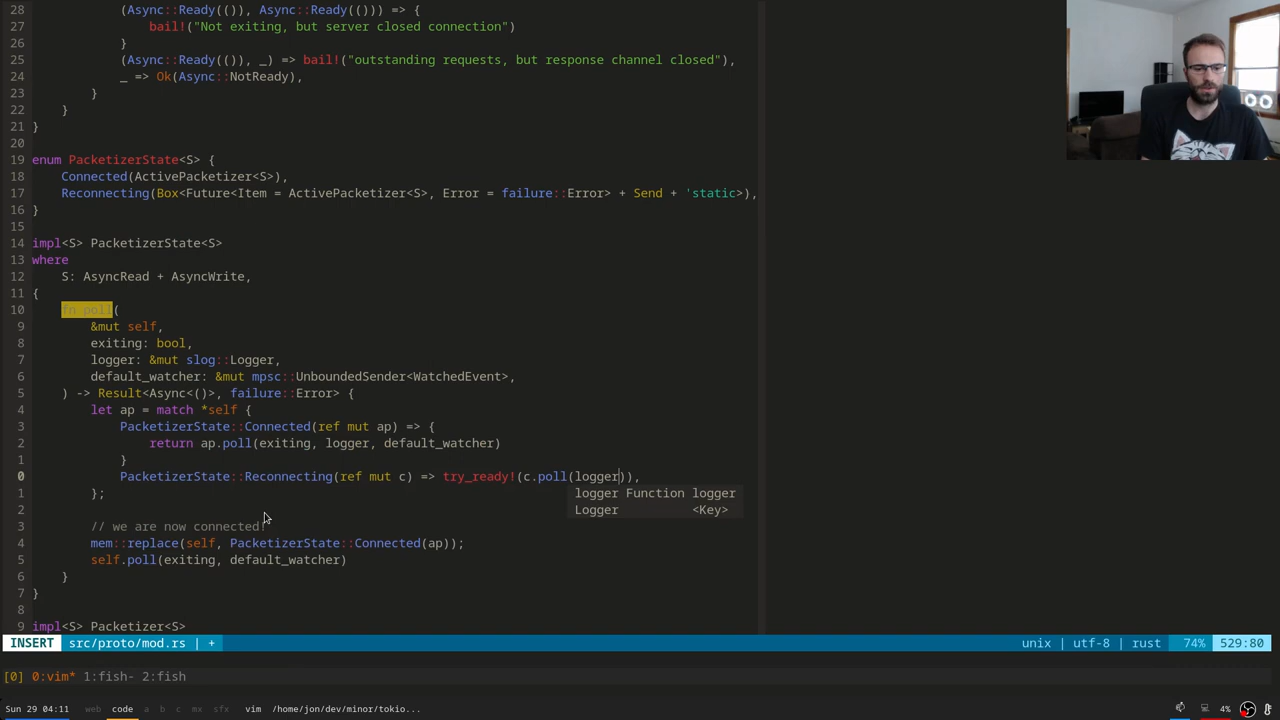 28 (Async::Ready(()), Async::Ready(())) => {
27 bail!("Not exiting, but server closed connection")
26 }
25 (Async::Ready(()), _) => bail!("outstanding requests, but response channel closed"),
24 _ => Ok(Async::NotReady),
23 }
22 }
21 }
20
19 enum PacketizerState<S> {
18 Connected(ActivePacketizer<S>),
17 Reconnecting(Box<Future<Item = ActivePacketizer<S>, Error = failure::Error> + Send + 'static>),
16 }
15
14 impl<S> PacketizerState<S>
13 where
12 S: AsyncRead + AsyncWrite,
11 {
10 fn poll(
9 &mut self,
8 exiting: bool,
7 logger: &mut slog::Logger,
6 default_watcher: &mut mpsc::UnboundedSender<WatchedEvent>,
5 ) -> Result<Async<()>, failure::Error> {
4 let ap = match *self {
3 PacketizerState::Connected(ref mut ap) => {
2 return ap.poll(exiting, logger, default_watcher)
1 }
0 PacketizerState::Reconnecting(ref mut c) => try_ready!(c.poll(logger)),
1 };
logger Function logger
2
Logger <Key>
3 // we are now connected!
4 mem::replace(self, PacketizerState::Connected(ap));
5 self.poll(exiting, default_watcher)
6 }
7 }
8
9 impl<S> Packetizer<S>
INSERT src/proto/mod.rs | + unix | utf-8 | rust 74% 529:80
[0] 0:vim* 1:fish- 2:fish
Sun 29 04:11 web code a b c mx sfx vim /home/jon/dev/minor/tokio... 4%